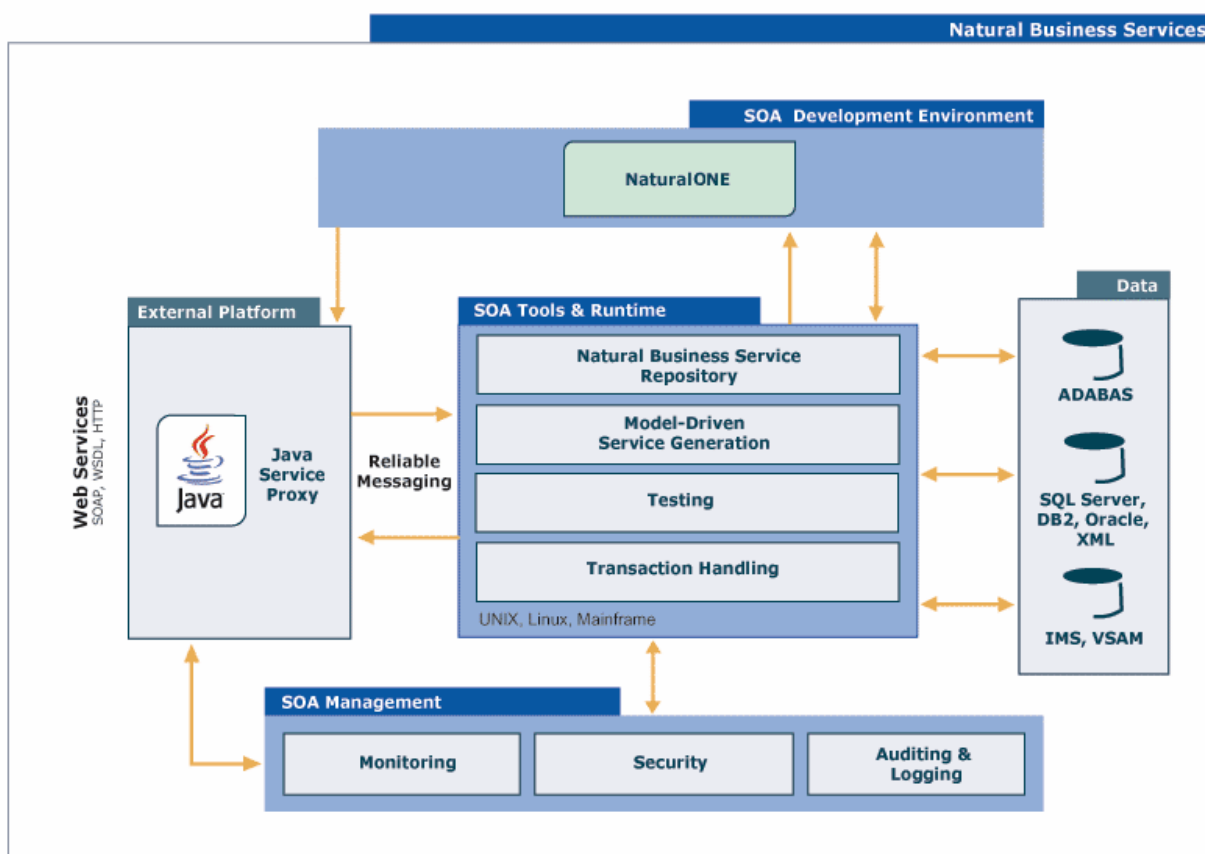 Natural Business Services
SOA  Development Environment
NaturalONE
External Platform
SOA Tools & Runtime
Data
Natural Business Service
Repository
ADABAS
Model-Driven
Service Generation
Web Services
SOAP, WSDL, HTTP
Java
Java
Service
Proxy
Reliable
Messaging
Testing
SQL Server,
DB2, Oracle,
XML
Transaction Handling
UNIX, Linux, Mainframe
IMS, VSAM
SOA Management
Monitoring
Security
Auditing &
Logging